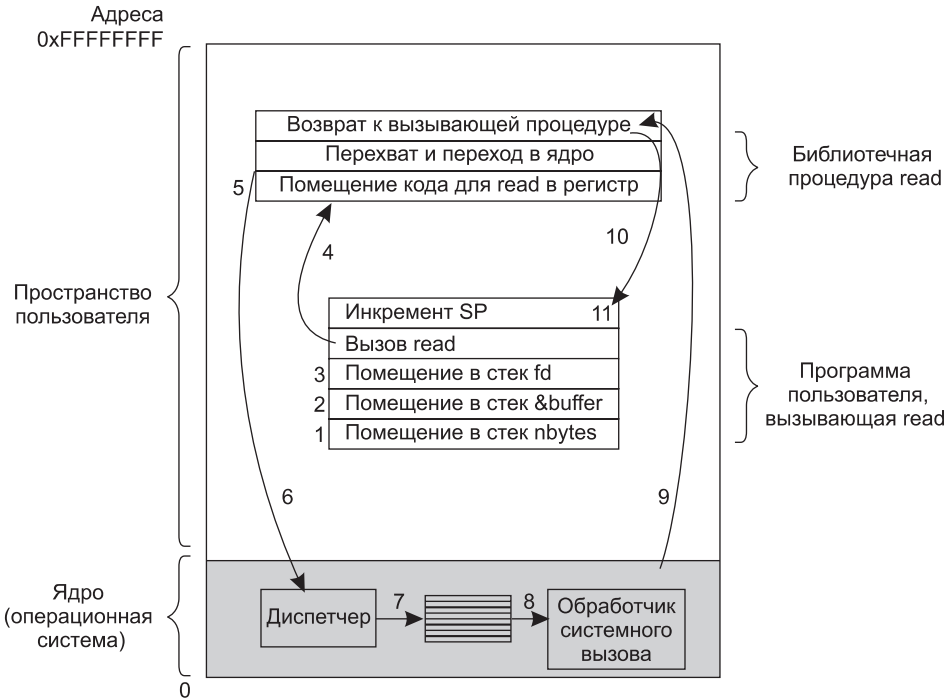 Адреса
0xFFFFFFFF
Возврат к вызывающей процедуре
Перехват и переход в ядро
5
Помещение кода для read в регистр
Библиотечная
процедура read
4
10
Пространство
пользователя
Инкремент SP
11
Вызов read
3
Помещение в стек fd
2
Помещение в стек &buffer
1
Помещение в стек nbytes
Программа
пользователя,
вызывающая read
6
9
Ядро
(операционная
система)
Диспетчер
7
8
Обработчик
системного
вызова
0